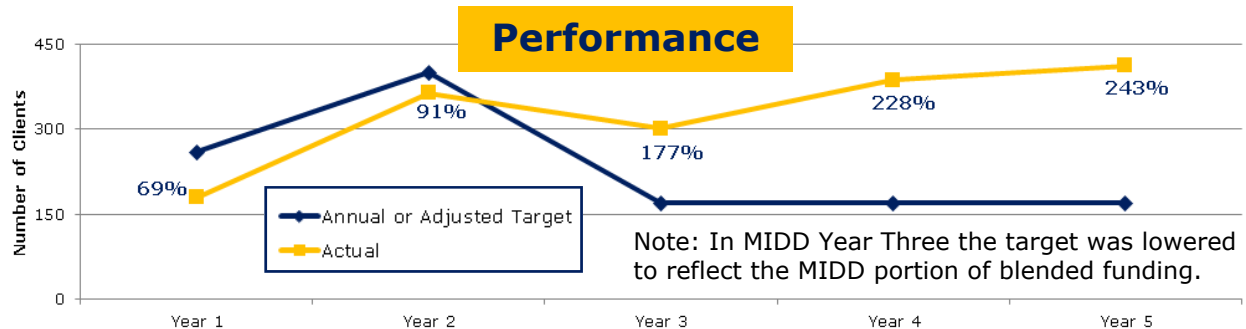 Performance
450
300
150
0
Number of Clients
69%
91%
177%
228%
243%
Annual or Adjusted Target
Actual
Note: In MIDD Year Three the target was lowered
to reflect the MIDD portion of blended funding.
Year 1
Year 2
Year 3
Year 4
Year 5